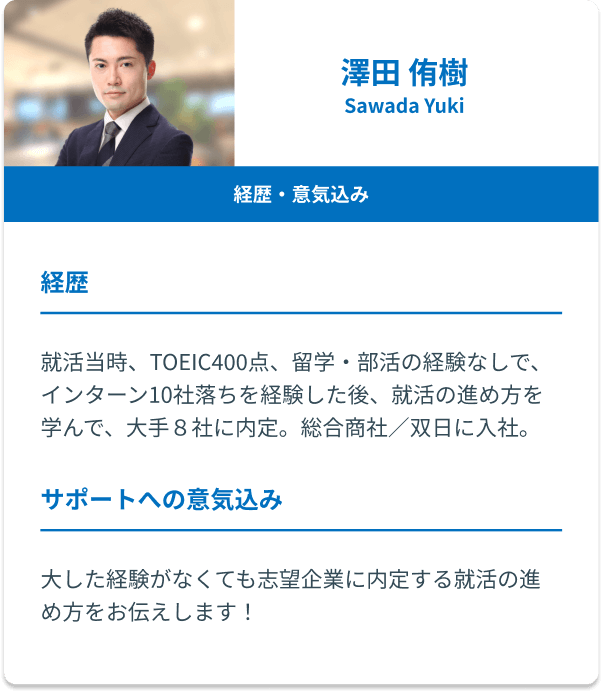 澤田 侑樹
Sawada Yuki
経歴・意気込み
経歴
就活当時、TOEIC400点、留学・部活の経験なしで、
インターン10社落ちを経験した後、就活の進め方を
学んで、大手８社に内定。総合商社／双日に入社。
サポートへの意気込み
大した経験がなくても志望企業に内定する就活の進
め方をお伝えします！